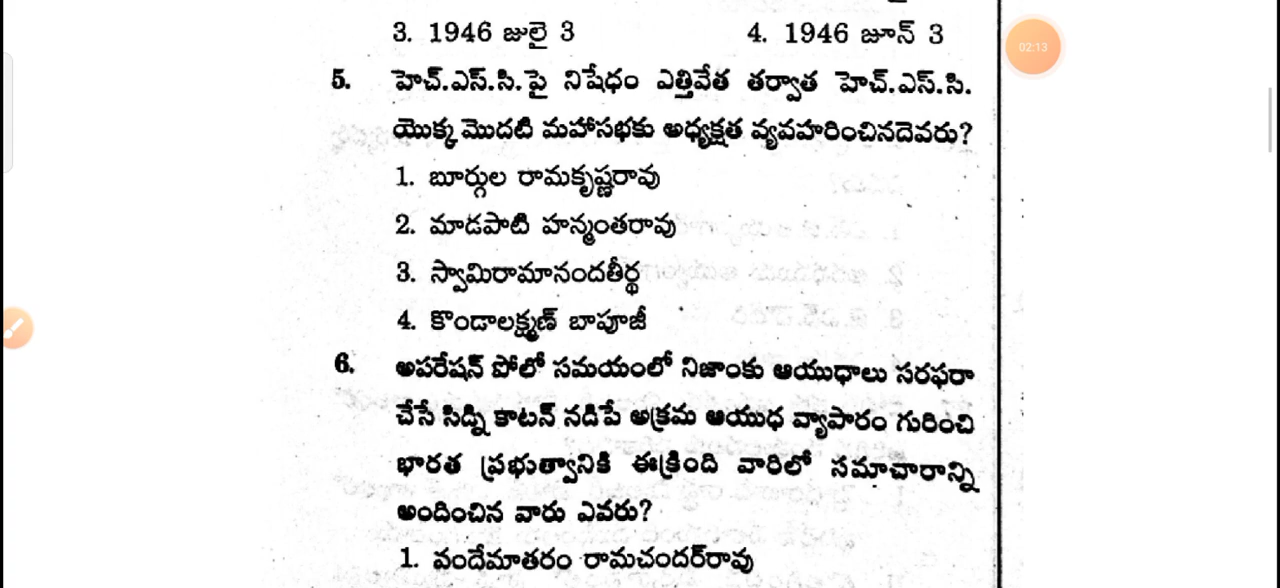 3. 1946 జులై 3
4. 1946 జూన్ 3
02:13
5. హెచ్.ఎస్.సి.పై నిషేధం ఎత్తివేత తర్వాత హెచ్.ఎస్.సి.
యొక్క మొదటి మహాసభకు అధ్యక్షత వ్యవహరించినదెవరు?
1. బూర్గుల రామకృష్ణరావు
2. మాడపాటి హన్మంతరావు
3. స్వామిరామానందతీర్థ
4. కొండాలక్ష్మణ్ బాపూజీ
6. అపరేషన్ పోలో సమయంలో నిజాంకు ఆయుధాలు సరఫరా
చేసే సిడ్ని కాటన్ నడిపే అక్రమ ఆయుధ వ్యాపారం గురించి
భారత ప్రభుత్వానికి ఈక్రింది వారిలో సమాచారాన్ని
అందించిన వారు ఎవరు?
1. వందేమాతరం రామచందర్‌రావు